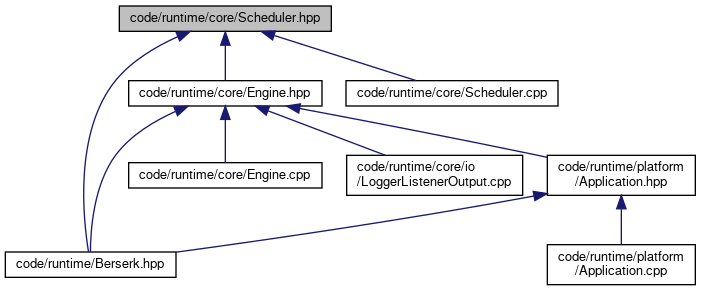 code/runtime/core/Scheduler.hpp
code/runtime/core/Engine.hpp
code/runtime/core/Scheduler.cpp
code/runtime/core/Engine.cpp
code/runtime/core/io
/LoggerListenerOutput.cpp
code/runtime/platform
/Application.hpp
code/runtime/Berserk.hpp
code/runtime/platform
/Application.cpp